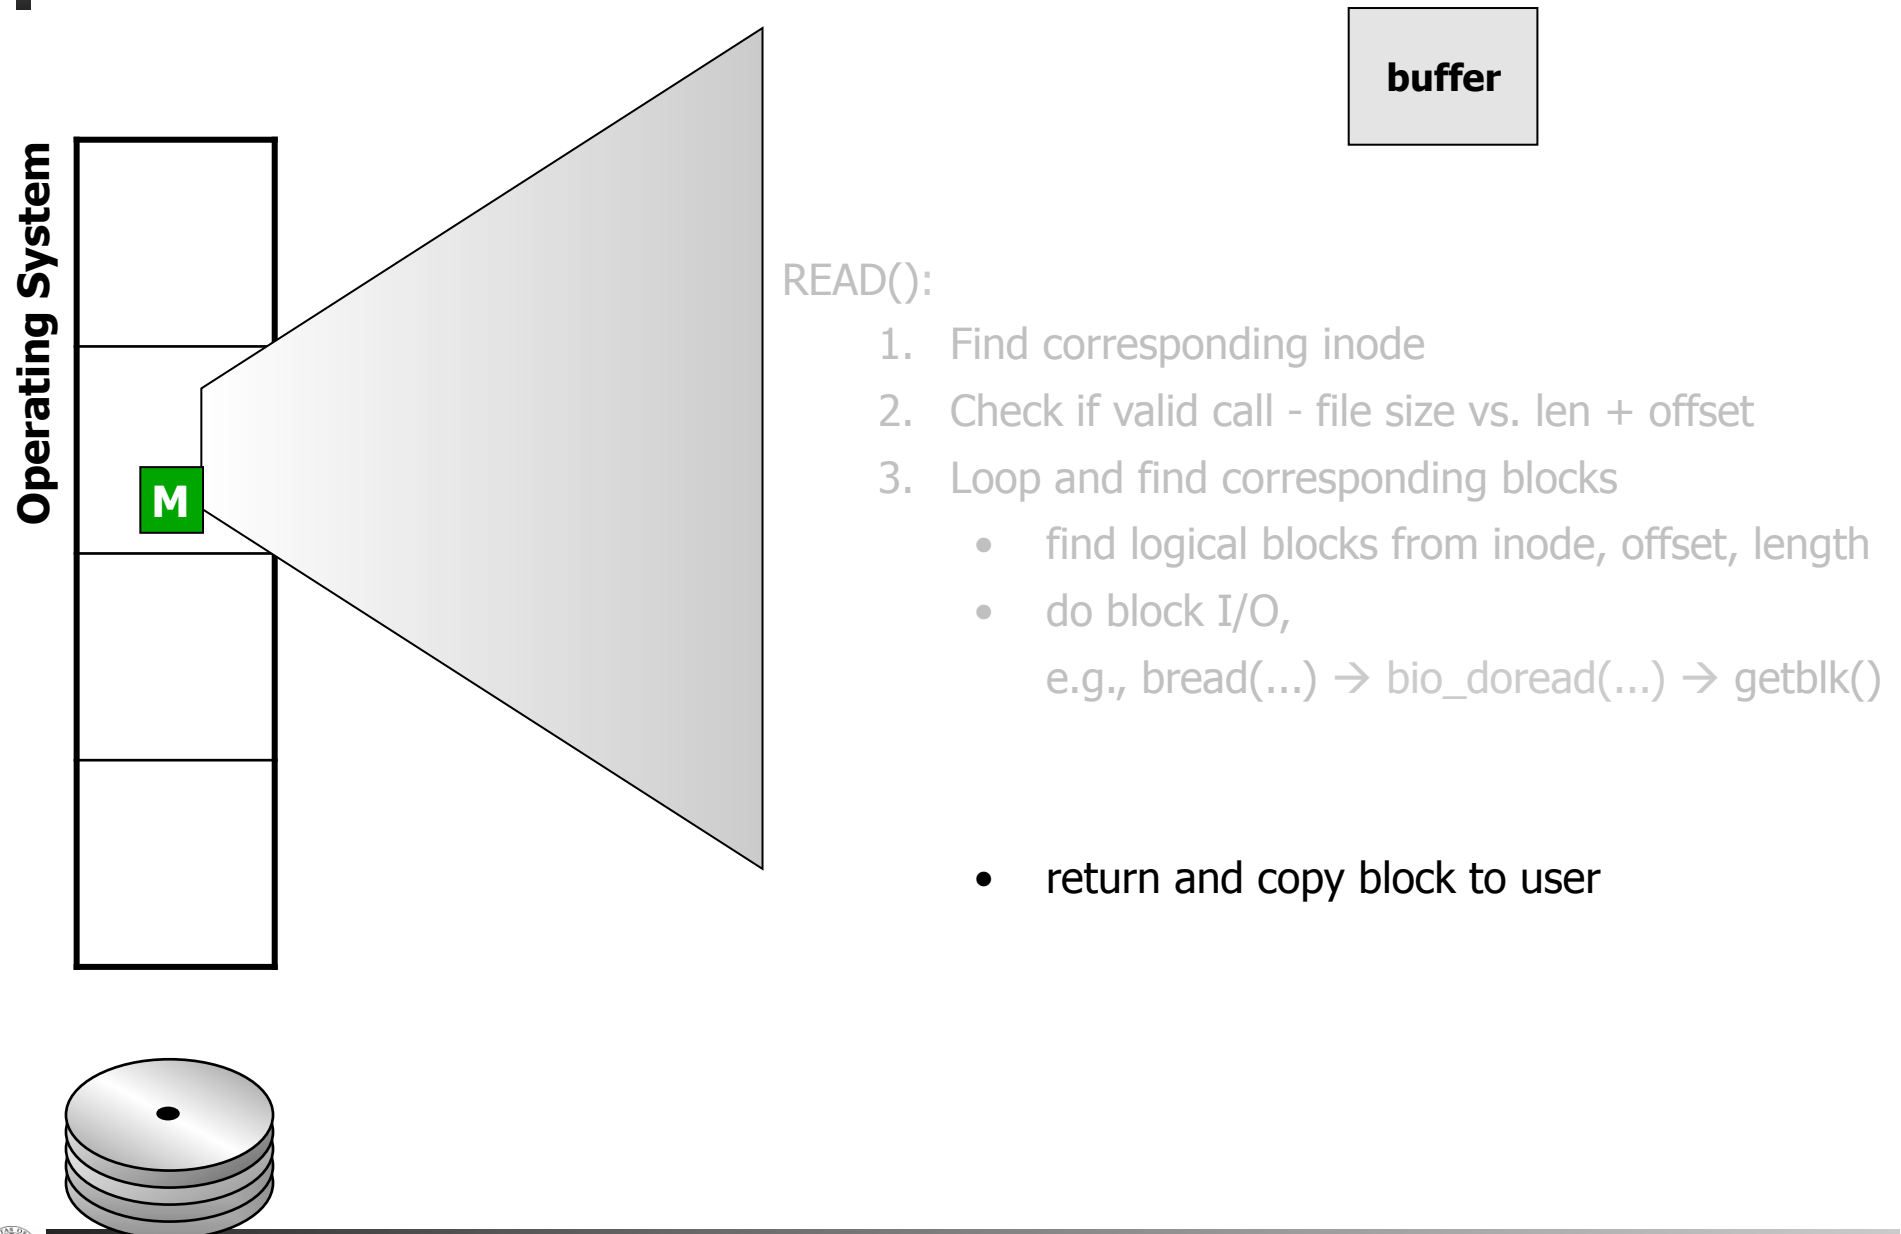 buffer
Operating System
READ():
1. Find corresponding inode
2. Check if valid call - file size vs. len + offset
3. Loop and find corresponding blocks
M
• find logical blocks from inode, offset, length
• do block I/O,
e.g., bread(...) → bio_doread(...) → getblk()
• return and copy block to user